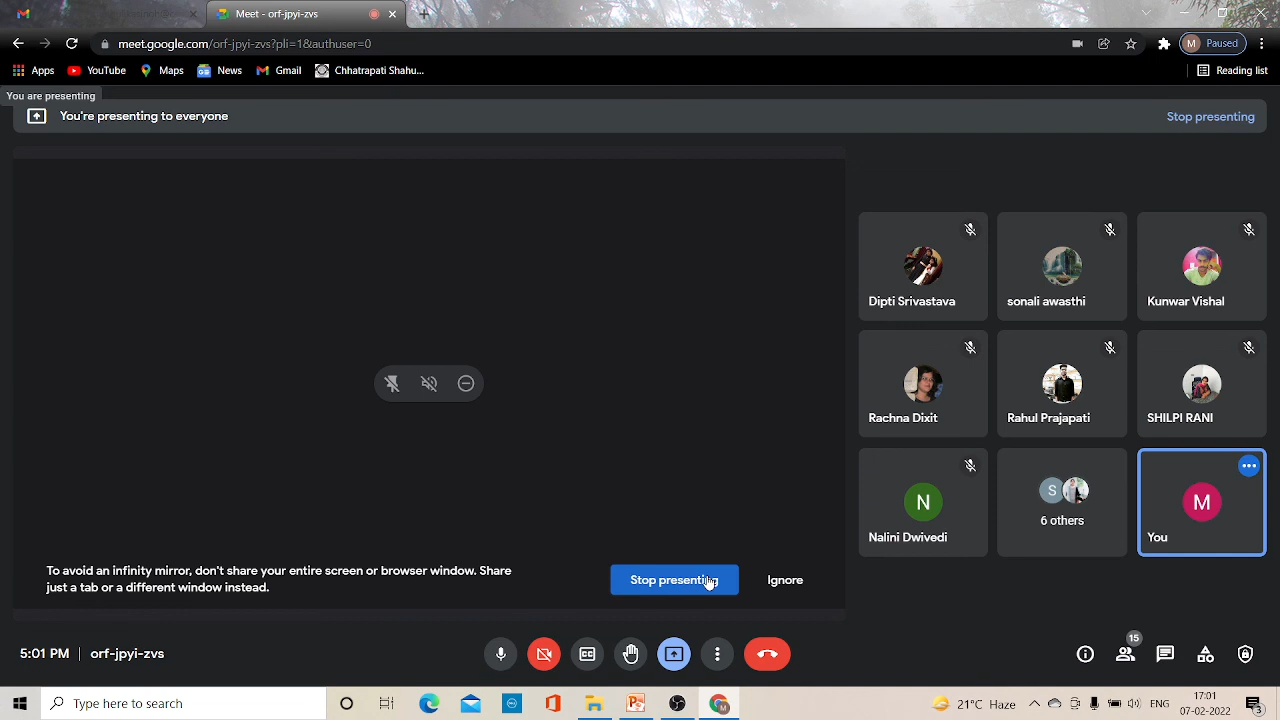 Meet - orf-jpyi-zvs
meet.google.com/orf-jpyi-zvs?pli=1&authuser=0
M Paused
Apps YouTube Maps News Gmail Chhatrapati Shahu...
Reading list
You are presenting
You're presenting to everyone
Stop presenting
Dipti Srivastava
sonali awasthi
Kunwar Vishal
Rachna Dixit
Rahul Prajapati
SHILPI RANI
N
S
M
Nalini Dwivedi
6 others
You
To avoid an infinity mirror, don't share your entire screen or browser window. Share
just a tab or a different window instead.
Stop presenting
Ignore
5:01 PM | orf-jpyi-zvs
15
Type here to search
21°C Haze
ENG
17:01
07-02-2022
3